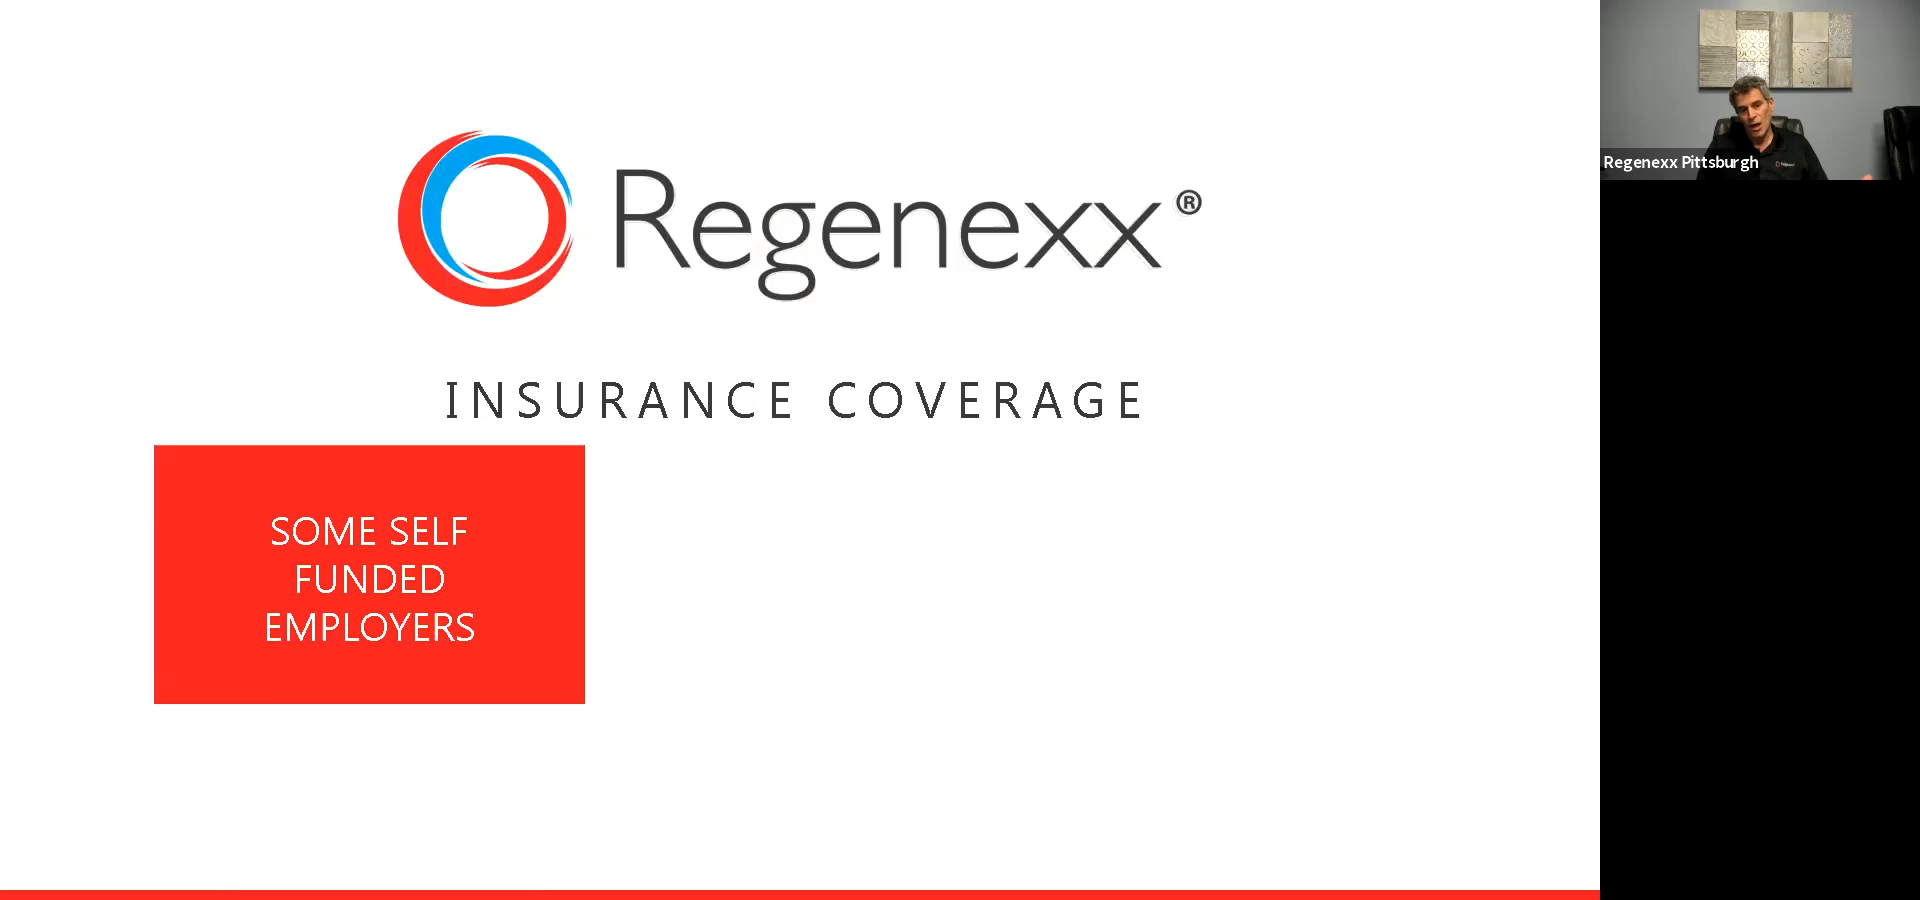 Regenexx®
INSURANCE COVERAGE
SOME SELF
FUNDED
EMPLOYERS
Regenexx Pittsburgh